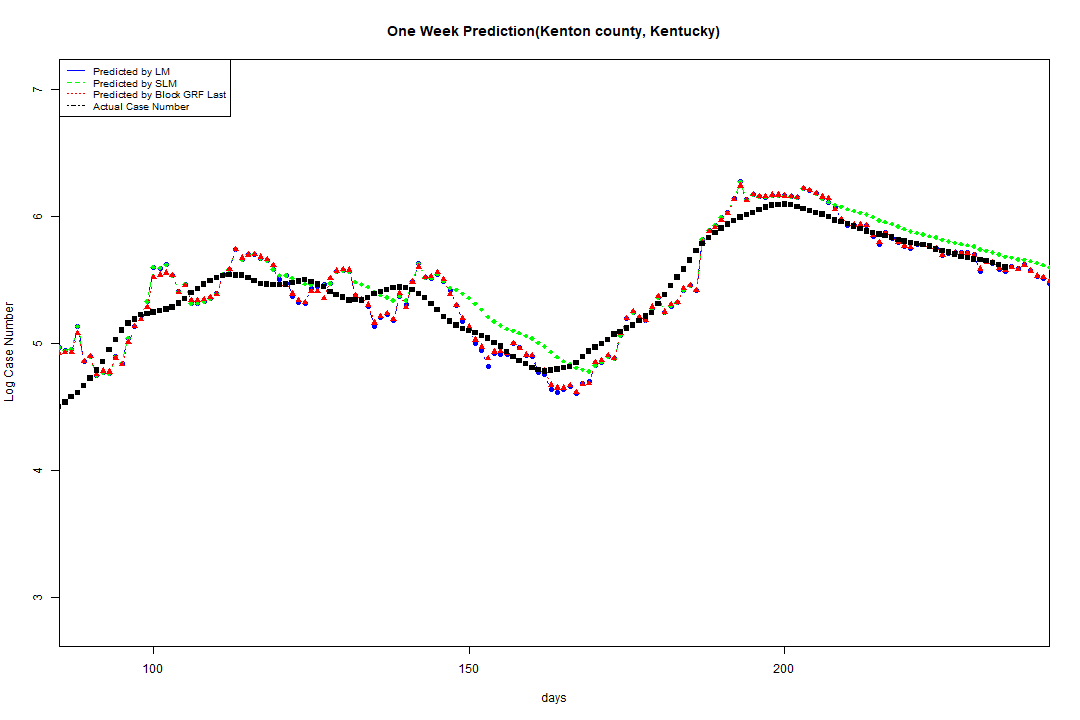 One Week Prediction(Kenton county, Kentucky)
Predicted by LM
Predicted by SLM
Predicted by Block GRF Last
Actual Case Number
7
6
5
4
3
Log Case Number
100 150 200
days